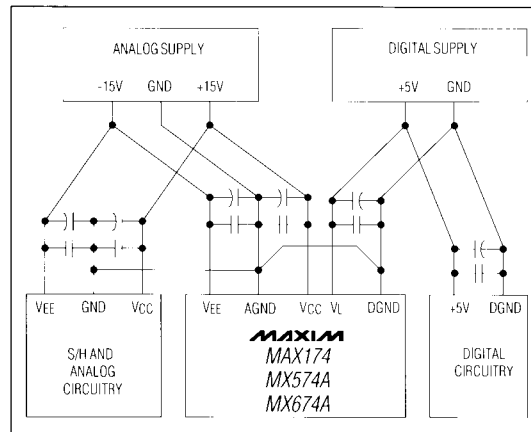 ANALOG SUPPLY
-15V GND +15V
DIGITAL SUPPLY
+5V GND
VEE GND VCC
S/H AND
ANALOG
CIRCUITRY
VEE AGND VCC VL DGND
MAXIM
MAX174
MX574A
MX674A
+5V DGND
DIGITAL
CIRCUITRY